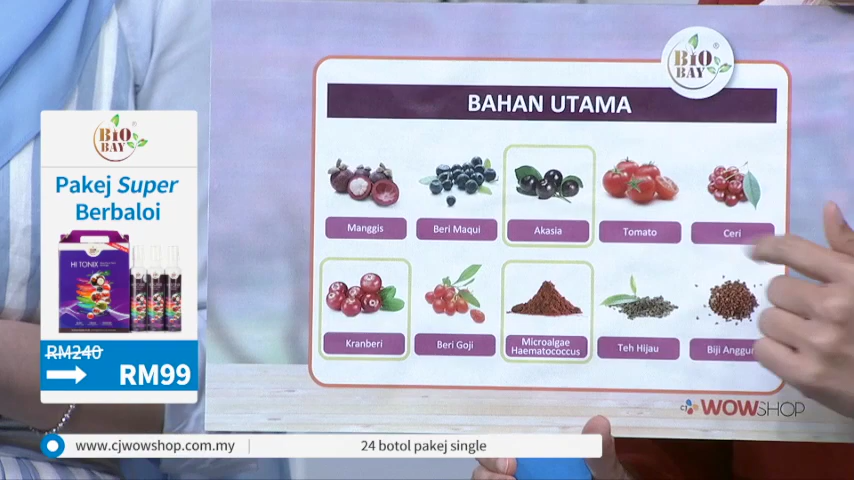 BIO
BAY
Pakej Super
Berbaloi
HI TONIX
RM240
RM99
BIO
BAY
®
BAHAN UTAMA
Manggis
Beri Maqui
Akasia
Tomato
Ceri
Kranberi
Beri Goji
Microalgae
Haematococcus
Teh Hijau
Biji Anggur
WOWSHOP
www.cjwowshop.com.my
24 botol pakej single